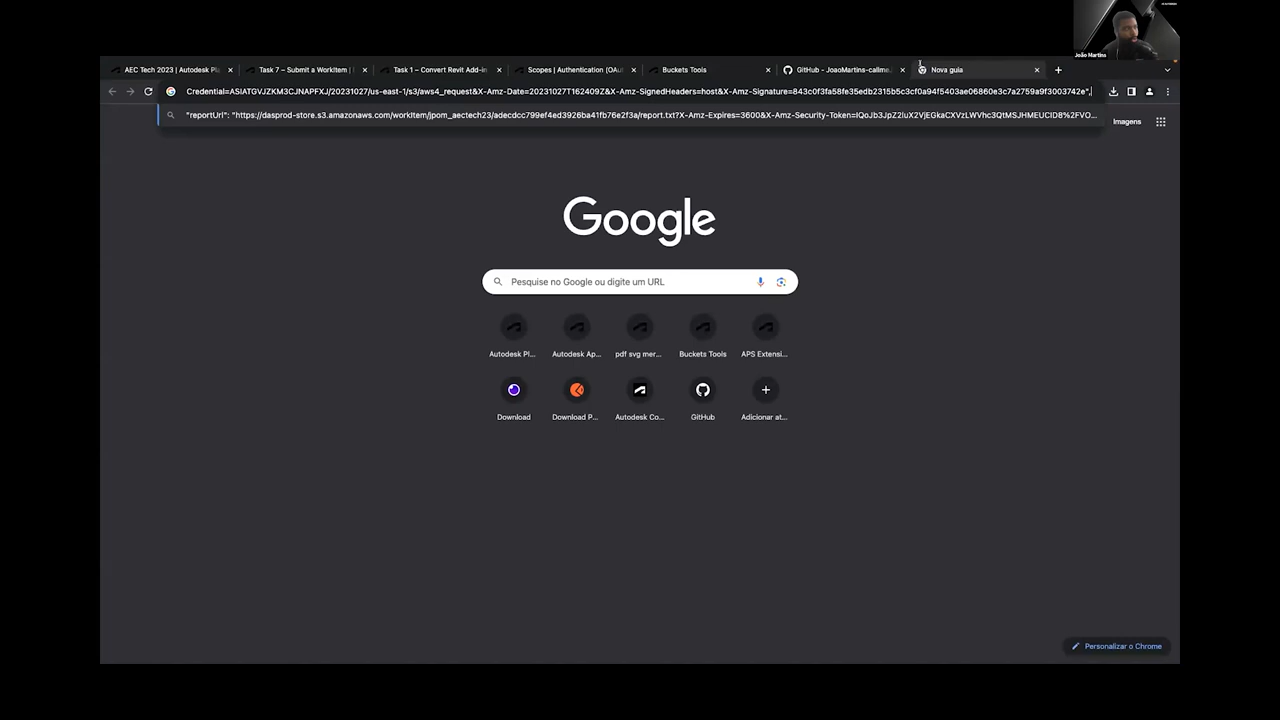 João Martins
AEC Tech 2023 | Autodesk Pla
Task 7 – Submit a WorkItem |
Task 1 – Convert Revit Add-in
Scopes | Authentication (OAu
Buckets Tools
GitHub - JoaoMartins-callme
Nova guia
Credential=ASIATGVJZKM3CJNAPFXJ/20231027/us-east-1/s3/aws4_request&X-Amz-Date=20231027T162409Z&X-Amz-SignedHeaders=host&X-Amz-Signature=843c0f3fa58fe35edb2315b5c3cf0a94f5403ae06860e3c7a2759a9f3003742e",
"reportUrl": "https://dasprod-store.s3.amazonaws.com/workItem/jpom_aectech23/adecdcc799ef4ed3926ba41fb76e2f3a/report.txt?X-Amz-Expires=3600&X-Amz-Security-Token=IQoJb3JpZ2luX2VjEGkaCXVzLWVhc3QtMSJHMEUCID8%2FVO...
Imagens
Google
Pesquise no Google ou digite um URL
Autodesk Pl...
Autodesk Ap...
pdf svg mer...
Buckets Tools
APS Extensi...
Download
Download P...
Autodesk Co...
GitHub
Adicionar at...
Personalizar o Chrome